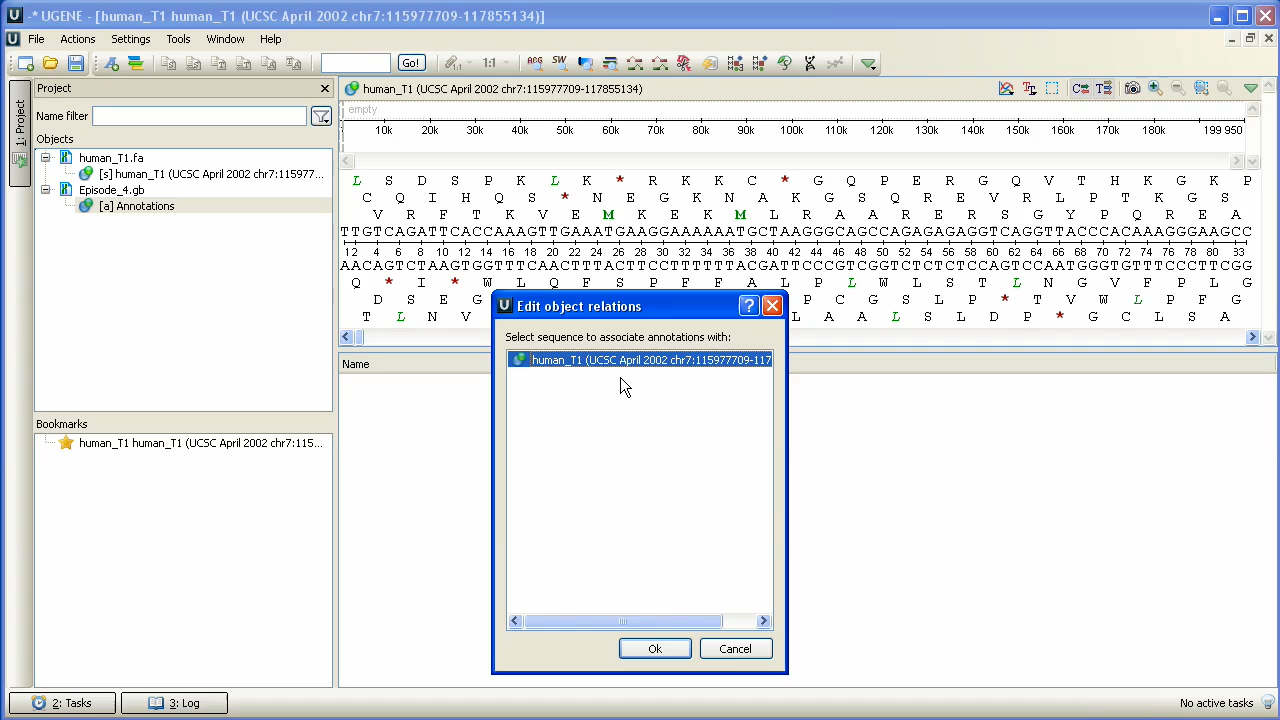 -* UGENE - [human_T1 human_T1 (UCSC April 2002 chr7:115977709-117855134)]
File Actions Settings Tools Window Help
Go! 1:1
Project
1: Project
Name filter
Objects
human_T1.fa
[s] human_T1 (UCSC April 2002 chr7:115977...
Episode_4.gb
[a] Annotations
Bookmarks
human_T1 human_T1 (UCSC April 2002 chr7:115...
human_T1 (UCSC April 2002 chr7:115977709-117855134)
empty
1 10k 20k 30k 40k 50k 60k 70k 80k 90k 100k 110k 120k 130k 140k 150k 160k 170k 180k 199 950
L S D S P K L K * R K K C * G Q P E R G Q V T H K G K P
C Q I H Q S * N E G K N A K G S Q R E V R L P T K G S
V R F T K V E M K E K M L R A A R E R S G Y P Q R E A
TTGTCAGATTCACCAAAGTTGAAATGAAGGAAAAAATGCTAAGGGCAGCCAGAGAGAGGTCAGGTTACCCACAAAGGGAAGCC
1 2 4 6 8 10 12 14 16 18 20 22 24 26 28 30 32 34 36 38 40 42 44 46 48 50 52 54 56 58 60 62 64 66 68 70 72 74 76 78 83
AACAGTCTAAGTGGTTTCAACTTTACTTCCTTTTTTACGATTCCCGTCGGTCTCTCTCCAGTCCAATGGGTGTTTCCCTTCGG
Q * I * W L Q F S P F F A L P L W L S L N G V F P L G
D S E G P C G S L P * T V W L P F G
T L N V L A A L S L D P * G C L S A
Name
Edit object relations
Select sequence to associate annotations with:
human_T1 (UCSC April 2002 chr7:115977709-117
Ok Cancel
2: Tasks 3: Log No active tasks